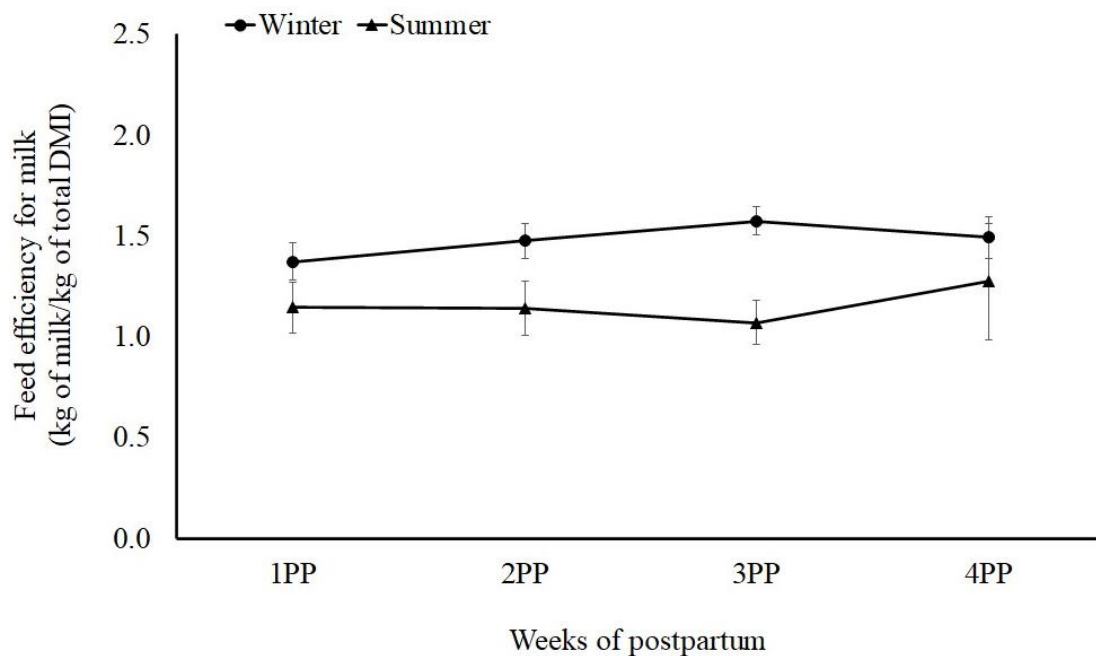 Winter Summer
2.5
2.0
1.5
1.0
0.5
0.0
Feed efficiency for milk
(kg of milk/kg of total DMI)
1PP 2PP 3PP 4PP
Weeks of postpartum